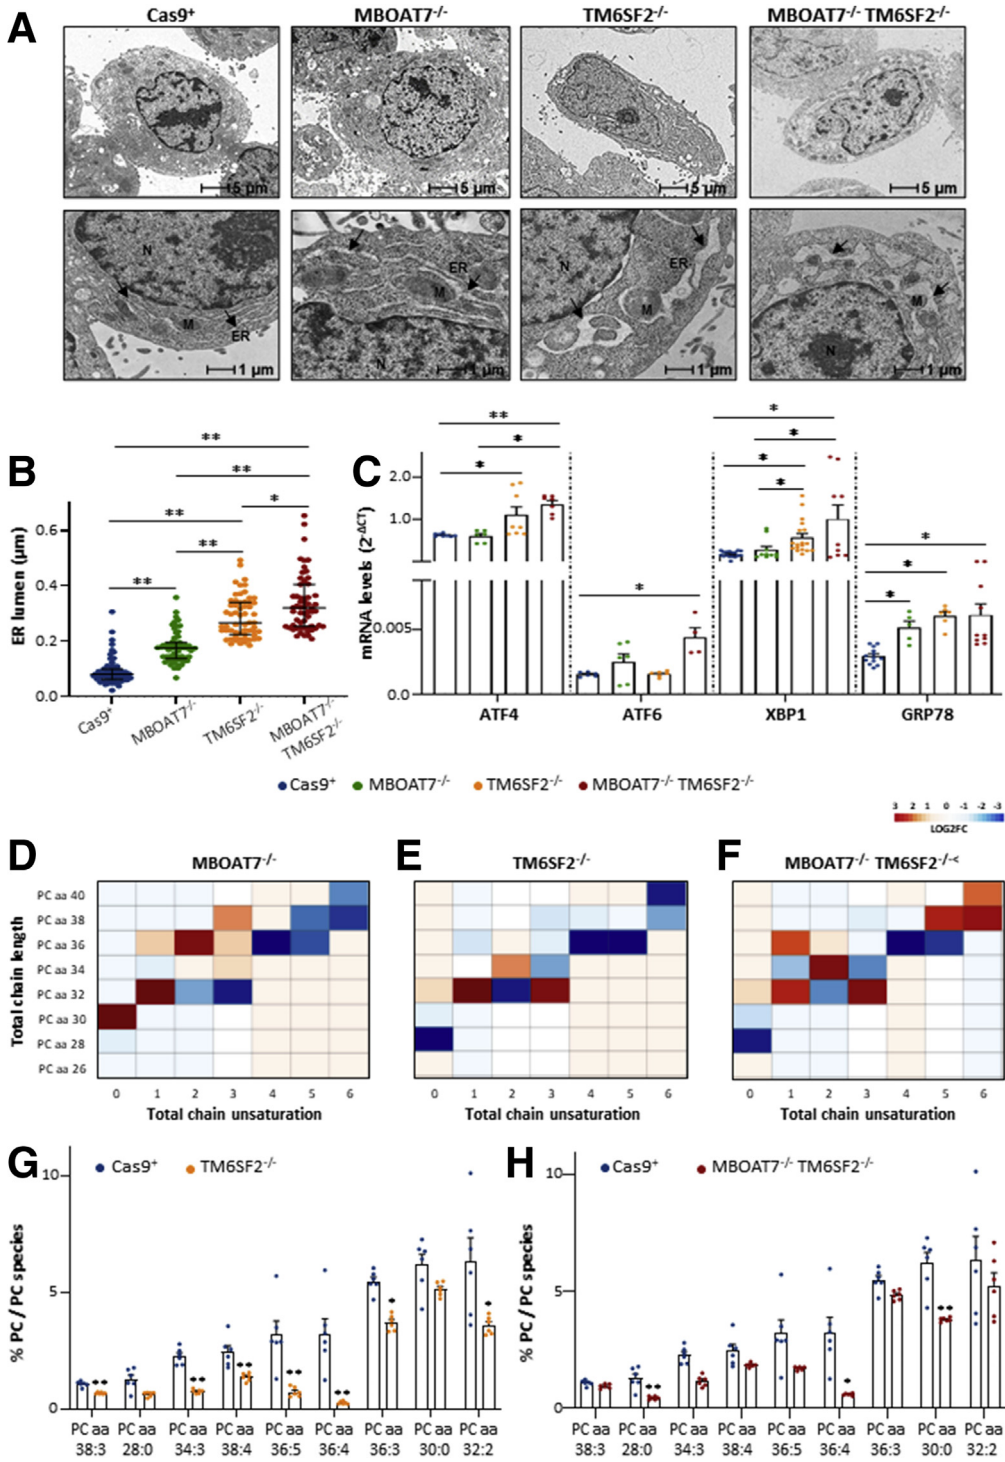 A
Cas9⁺
MBOAT7⁻/⁻
TM6SF2⁻/⁻
MBOAT7⁻/⁻ TM6SF2⁻/⁻
5 µm
5 µm
5 µm
5 µm
N
M
ER
1 µm
ER
M
N
1 µm
N
ER
M
1 µm
M
N
1 µm
B
ER lumen (µm)
0.6
0.4
0.2
0.0
**
**
**
*
**
**
Cas9⁺
MBOAT7⁻/⁻
TM6SF2⁻/⁻
MBOAT7⁻/⁻
TM6SF2⁻/⁻
C
mRNA levels (2⁻ΔCT)
2.0
1.0
0.005
0.0
**
*
*
*
*
*
*
*
*
*
*
ATF4
ATF6
XBP1
GRP78
Cas9⁺
MBOAT7⁻/⁻
TM6SF2⁻/⁻
MBOAT7⁻/⁻ TM6SF2⁻/⁻
3 2 1 0 -1 -2 -3
LOG2FC
D
MBOAT7⁻/⁻
Total chain length
PC aa 40
PC aa 38
PC aa 36
PC aa 34
PC aa 32
PC aa 30
PC aa 28
PC aa 26
0 1 2 3 4 5 6
Total chain unsaturation
E
TM6SF2⁻/⁻
0 1 2 3 4 5 6
Total chain unsaturation
F
MBOAT7⁻/⁻ TM6SF2⁻/⁻<
0 1 2 3 4 5 6
Total chain unsaturation
G
Cas9⁺
TM6SF2⁻/⁻
% PC / PC species
10
5
0
PC aa PC aa PC aa PC aa PC aa PC aa PC aa PC aa PC aa
38:3 28:0 34:3 38:4 36:5 36:4 36:3 30:0 32:2
H
Cas9⁺
MBOAT7⁻/⁻ TM6SF2⁻/⁻
% PC / PC species
10
5
0
PC aa PC aa PC aa PC aa PC aa PC aa PC aa PC aa PC aa
38:3 28:0 34:3 38:4 36:5 36:4 36:3 30:0 32:2